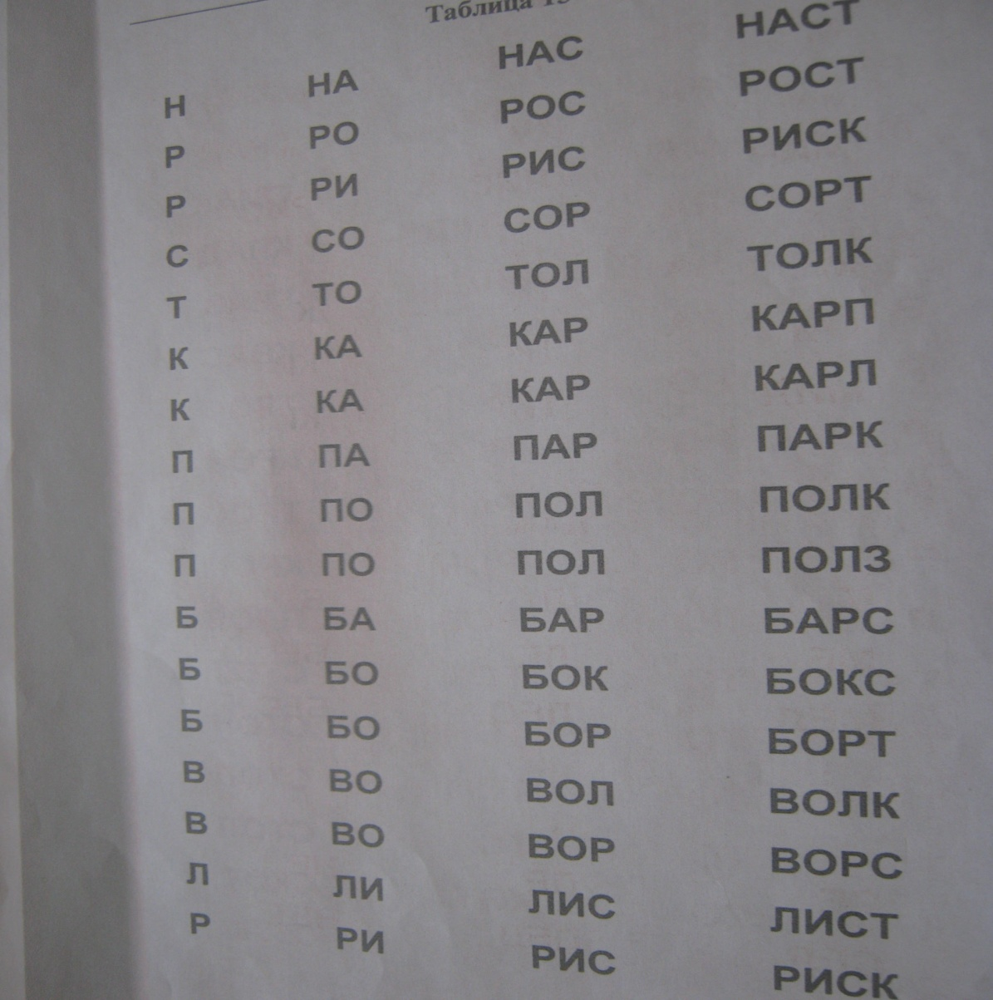 Таблица
Н НА НАС НАСТ
Р РО РОС РОСТ
Р РИ РИС РИСК
С СО СОР СОРТ
Т ТО ТОЛ ТОЛК
К КА КАР КАРП
К КА КАР КАРЛ
П ПА ПАР ПАРК
П ПО ПОЛ ПОЛК
П ПО ПОЛ ПОЛЗ
Б БА БАР БАРС
Б БО БОК БОКС
Б БО БОР БОРТ
В ВО ВОЛ ВОЛК
В ВО ВОР ВОРС
Л ЛИ ЛИС ЛИСТ
Р РИ РИС РИСК